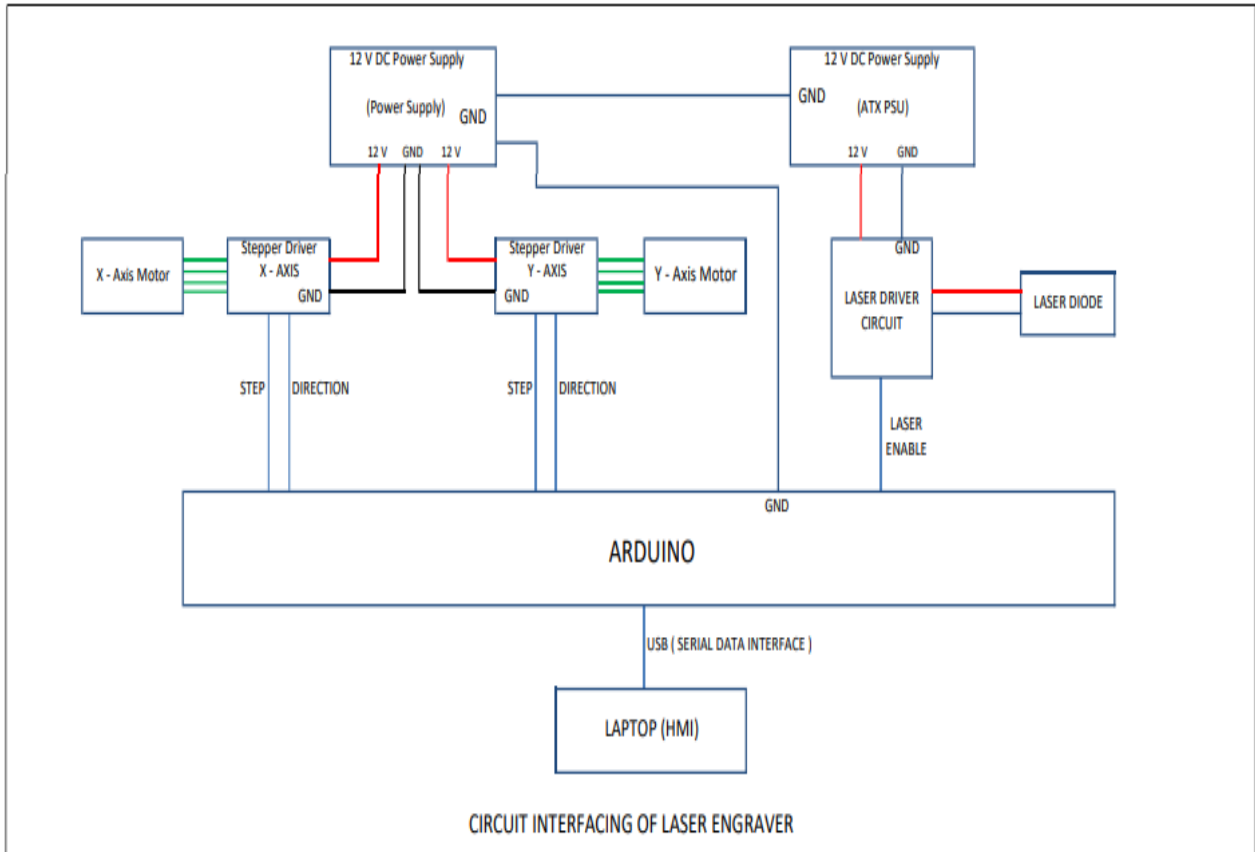 12 V DC Power Supply
(Power Supply)
GND
12 V GND 12 V
12 V DC Power Supply
GND
(ATX PSU)
12 V GND
X - Axis Motor
Stepper Driver
X - AXIS
GND
Stepper Driver
Y - AXIS
GND
Y - Axis Motor
GND
LASER DRIVER
CIRCUIT
LASER DIODE
STEP DIRECTION
STEP DIRECTION
LASER
ENABLE
GND
ARDUINO
USB ( SERIAL DATA INTERFACE )
LAPTOP (HMI)
CIRCUIT INTERFACING OF LASER ENGRAVER